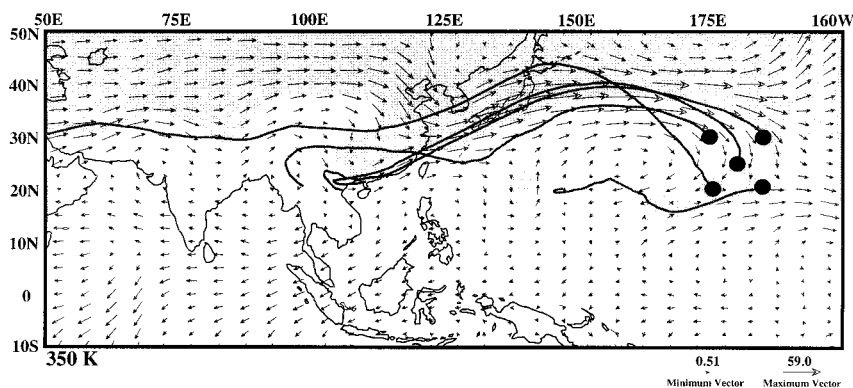 50E 75E 100E 125E 150E 175E 160W
50N
40N
30N
20N
10N
0
10S
350 K
0.51 59.0
Minimum Vector Maximum Vector